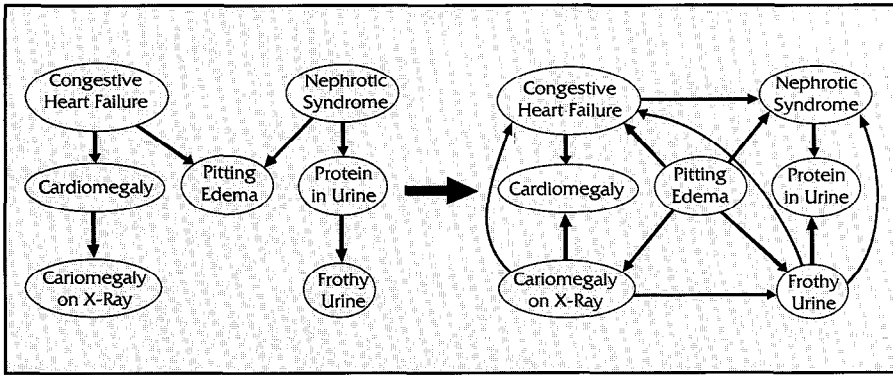 Congestive
Heart Failure
Nephrotic
Syndrome
Cardiomegaly
Pitting
Edema
Protein
in Urine
Cariomegaly
on X-Ray
Frothy
Urine
Congestive
Heart Failure
Nephrotic
Syndrome
Cardiomegaly
Pitting
Edema
Protein
in Urine
Cariomegaly
on X-Ray
Frothy
Urine